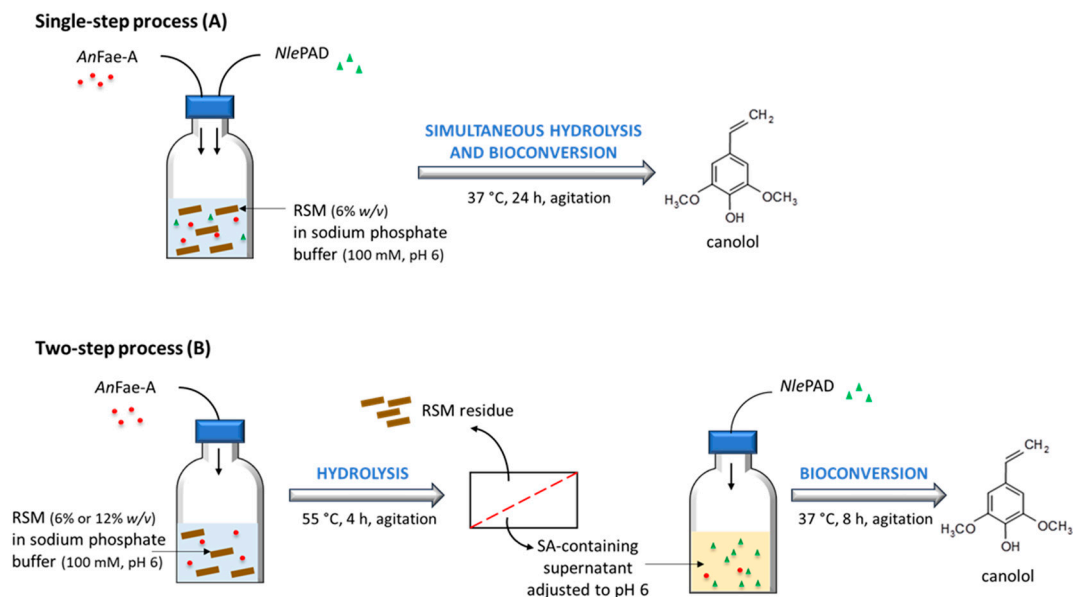 Single-step process (A)
AnFae-A
NlePAD
SIMULTANEOUS HYDROLYSIS
AND BIOCONVERSION
37 °C, 24 h, agitation
RSM (6% w/v)
in sodium phosphate
buffer (100 mM, pH 6)
CH2
H3CO
OCH3
OH
canolol
Two-step process (B)
AnFae-A
NlePAD
RSM residue
HYDROLYSIS
55 °C, 4 h, agitation
BIOCONVERSION
37 °C, 8 h, agitation
RSM (6% or 12% w/v)
in sodium phosphate
buffer (100 mM, pH 6)
SA-containing
supernatant
adjusted to pH 6
CH2
H3CO
OCH3
OH
canolol